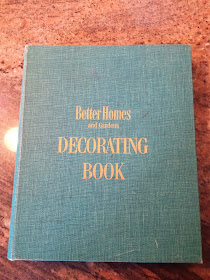 Better Homes
and Gardens
DECORATING
BOOK